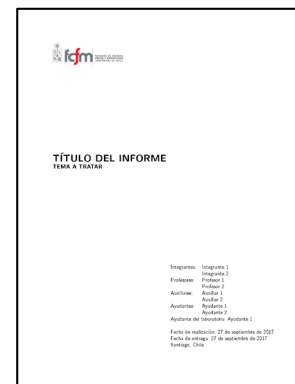 fcfm
TÍTULO DEL INFORME
TEMA A TRATAR
Integrantes: Integrante 1
Integrante 2
Profesores: Profesor 1
Profesor 2
Auxiliares: Auxiliar 1
Auxiliar 2
Ayudantes: Ayudante 1
Ayudante 2
Ayudante del laboratorio: Ayudante 1
Fecha de realización: 27 de septiembre de 2017
Fecha de entrega: 27 de septiembre de 2017
Santiago, Chile